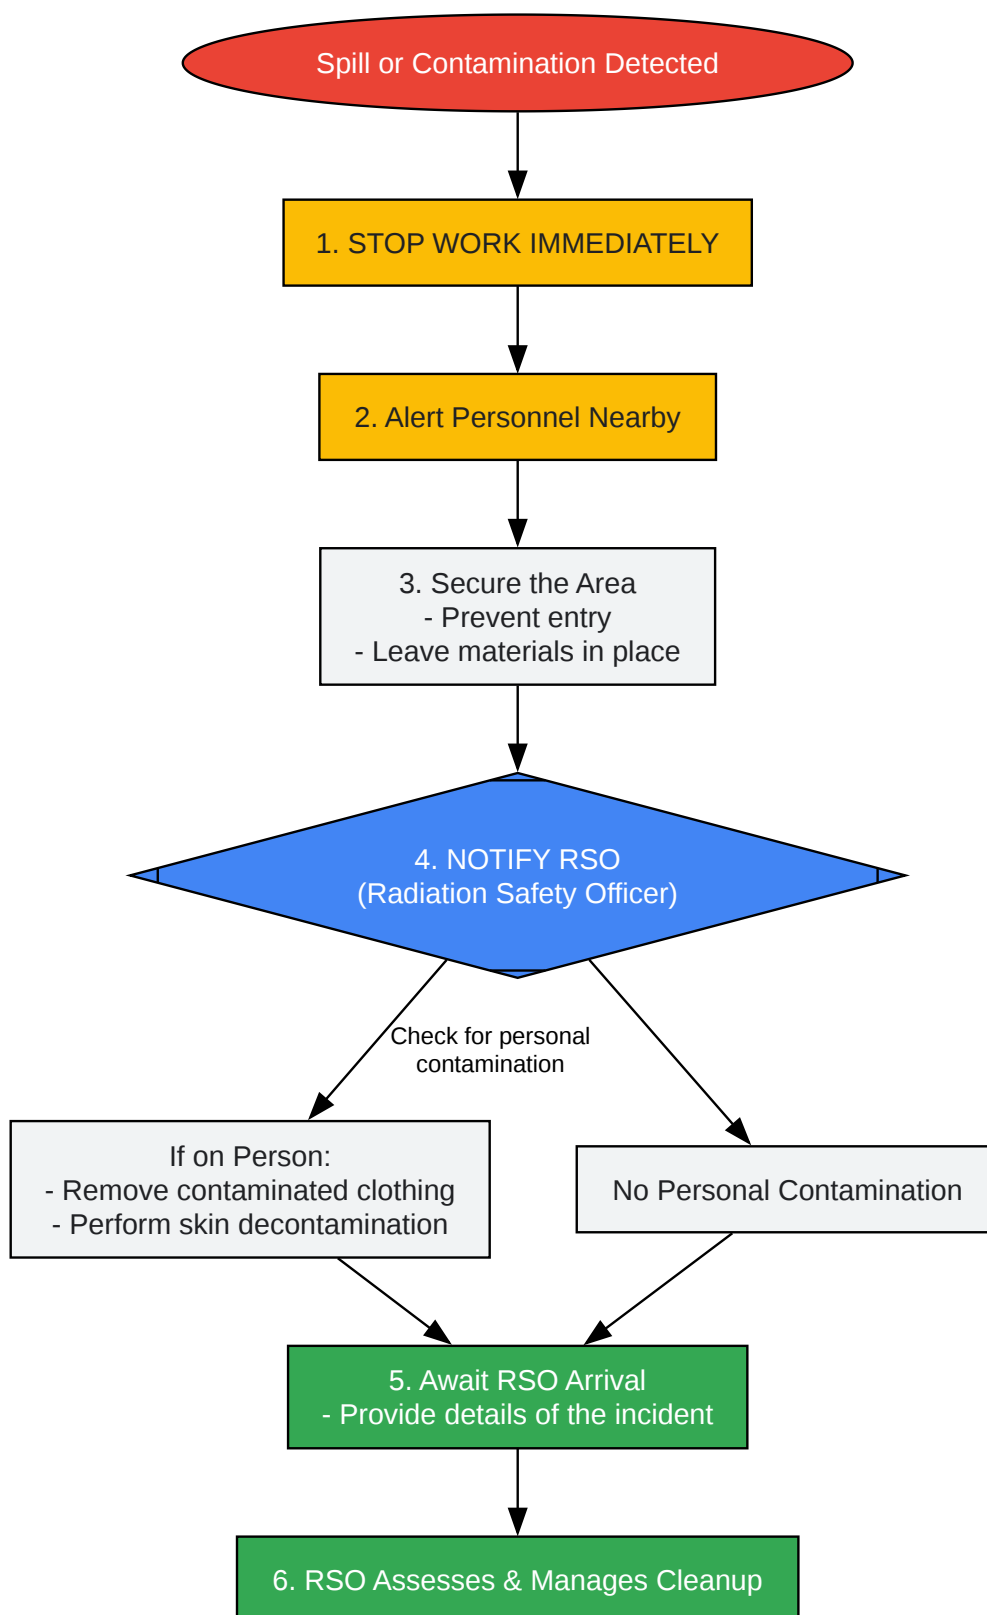 Spill or Contamination Detected
1. STOP WORK IMMEDIATELY
2. Alert Personnel Nearby
3. Secure the Area
- Prevent entry
- Leave materials in place
4. NOTIFY RSO
(Radiation Safety Officer)
Check for personal
contamination
If on Person:
- Remove contaminated clothing
- Perform skin decontamination
No Personal Contamination
5. Await RSO Arrival
- Provide details of the incident
6. RSO Assesses & Manages Cleanup